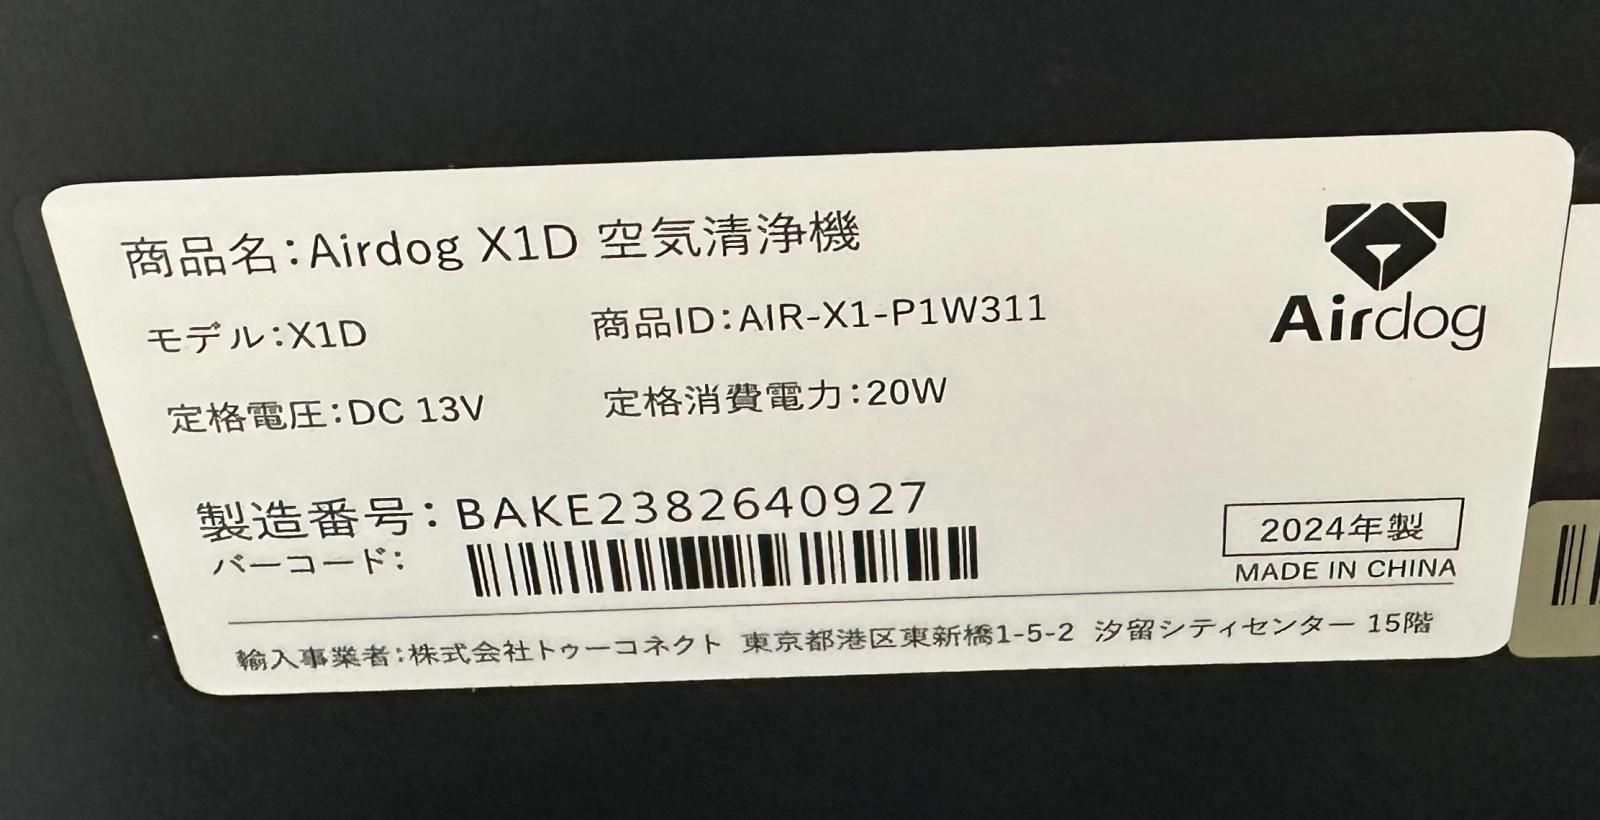 商品名:Airdog X1D 空気清浄機
Airdog
モデル:X1D 商品ID:AIR-X1-P1W311
定格電圧:DC 13V 定格消費電力:20W
製造番号:BAKE2382640927
バーコード:
2024年製
MADE IN CHINA
輸入事業者:株式会社トゥーコネクト 東京都港区東新橋1-5-2 汐留シティセンター 15階